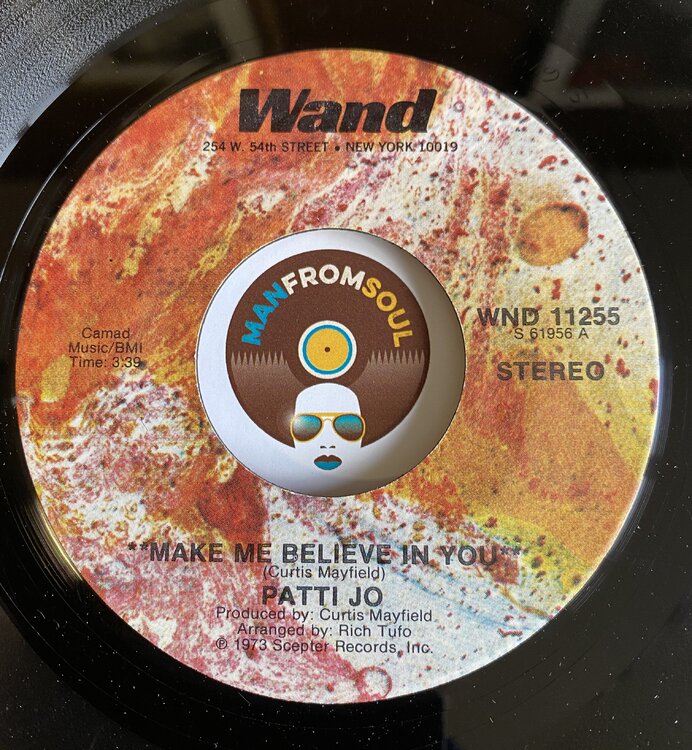 Wand
254 W. 54th STREET • NEW YORK 10019
MANFROMSOUL
WND 11255
S 61956 A
STEREO
Camad
Music/BMI
Time: 3:39
**MAKE ME BELIEVE IN YOU**
(Curtis Mayfield)
PATTI JO
Produced by: Curtis Mayfield
Arranged by: Rich Tufo
℗ 1973 Scepter Records, Inc.